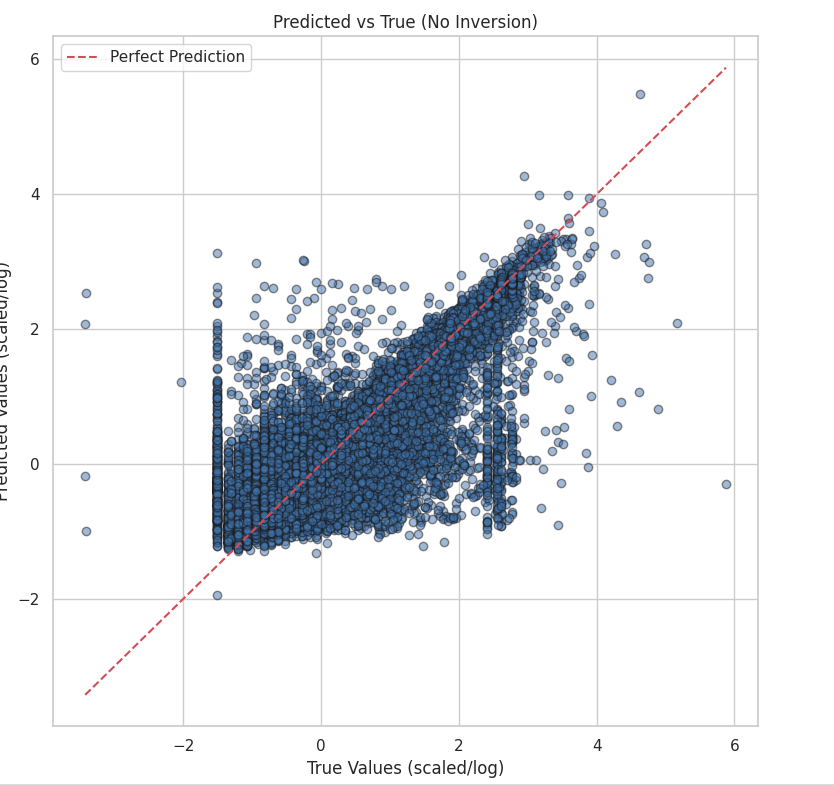 Predicted vs True (No Inversion)
Perfect Prediction
6
4
2
0
−2
Predicted Values (scaled/log)
−2
0
2
4
6
True Values (scaled/log)